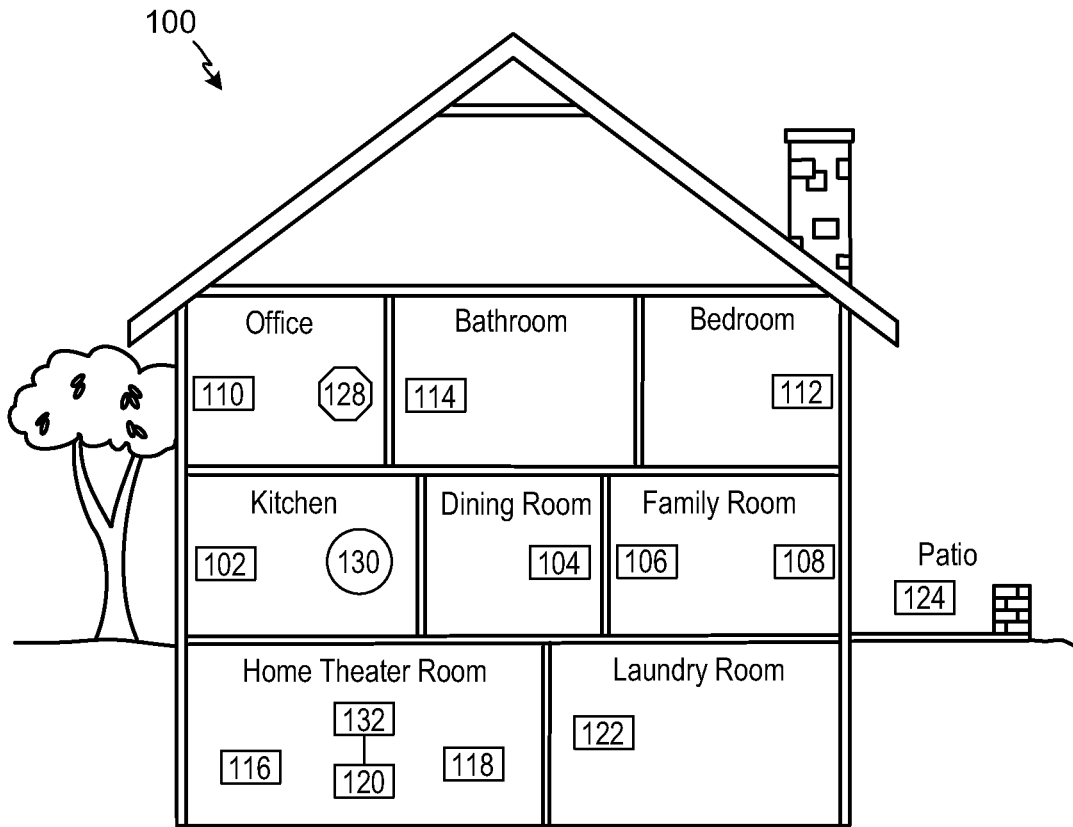 100
Office
Bathroom
Bedroom
110
128
114
112
Kitchen
Dining Room
Family Room
102
130
104
106
108
Patio
124
Home Theater Room
Laundry Room
132
122
116
120
118